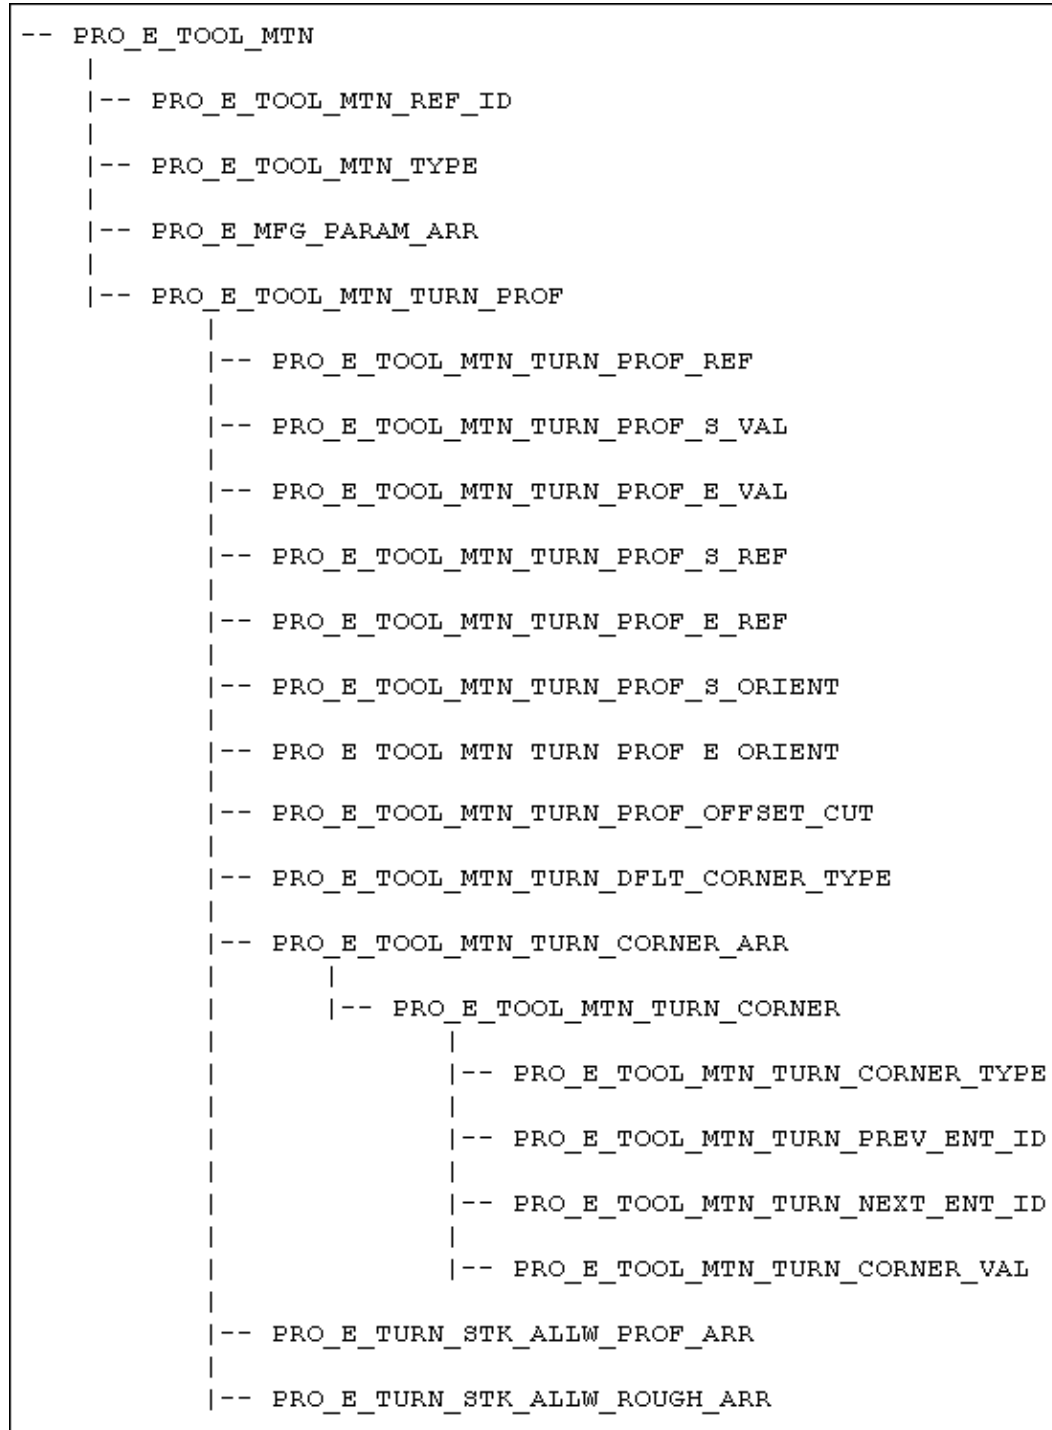 -- PRO_E_TOOL_MTN
|
|-- PRO_E_TOOL_MTN_REF_ID
|
|-- PRO_E_TOOL_MTN_TYPE
|
|-- PRO_E_MFG_PARAM_ARR
|
|-- PRO_E_TOOL_MTN_TURN_PROF
|
|-- PRO_E_TOOL_MTN_TURN_PROF_REF
|
|-- PRO_E_TOOL_MTN_TURN_PROF_S_VAL
|
|-- PRO_E_TOOL_MTN_TURN_PROF_E_VAL
|
|-- PRO_E_TOOL_MTN_TURN_PROF_S_REF
|
|-- PRO_E_TOOL_MTN_TURN_PROF_E_REF
|
|-- PRO_E_TOOL_MTN_TURN_PROF_S_ORIENT
|
|-- PRO E TOOL MTN TURN PROF E ORIENT
|
|-- PRO_E_TOOL_MTN_TURN_PROF_OFFSET_CUT
|
|-- PRO_E_TOOL_MTN_TURN_DFLT_CORNER_TYPE
|
|-- PRO_E_TOOL_MTN_TURN_CORNER_ARR
| |
| |-- PRO_E_TOOL_MTN_TURN_CORNER
| |
| |-- PRO_E_TOOL_MTN_TURN_CORNER_TYPE
| |
| |-- PRO_E_TOOL_MTN_TURN_PREV_ENT_ID
| |
| |-- PRO_E_TOOL_MTN_TURN_NEXT_ENT_ID
| |
| |-- PRO_E_TOOL_MTN_TURN_CORNER_VAL
|
|-- PRO_E_TURN_STK_ALLW_PROF_ARR
|
|-- PRO_E_TURN_STK_ALLW_ROUGH_ARR